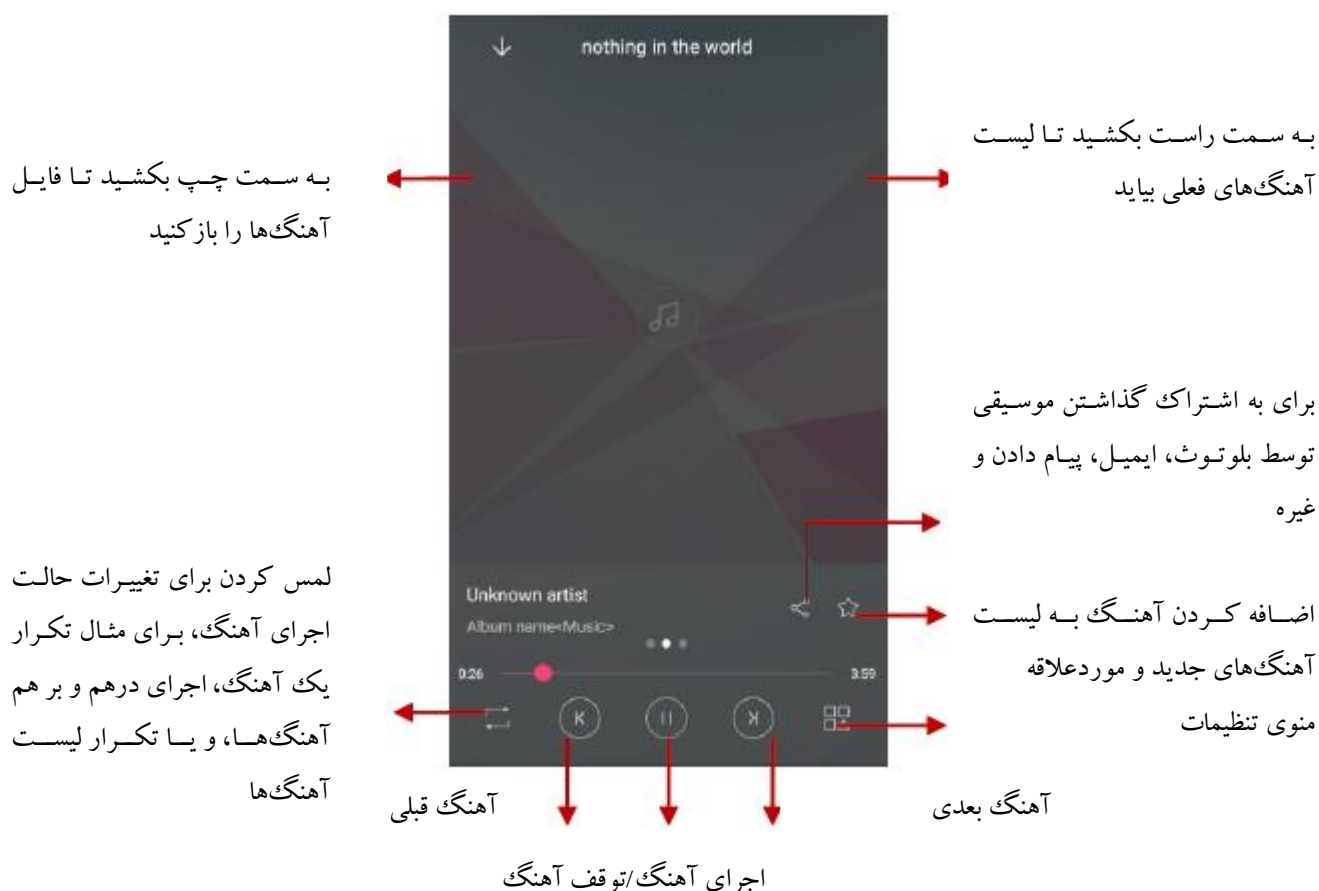 nothing in the world
به سمت راست بکشید تا لیست
آهنگ‌های فعلی بیاید
به سمت چپ بکشید تا فایل
آهنگ‌ها را باز کنید
برای به اشتراک گذاشتن موسیقی
توسط بلوتوث، ایمیل، پیام دادن و
غیره
لمس کردن برای تغییرات حالت
اجرای آهنگ، برای مثال تکرار
یک آهنگ، اجرای درهم و بر هم
آهنگ‌ها، و یا تکرار لیست
آهنگ‌ها
Unknown artist
Album name<Music>
اضافه کردن آهنگ به لیست
آهنگ‌های جدید و موردعلاقه
0:26
3:59
منوی تنظیمات
آهنگ بعدی
آهنگ قبلی
اجرای آهنگ/توقف آهنگ